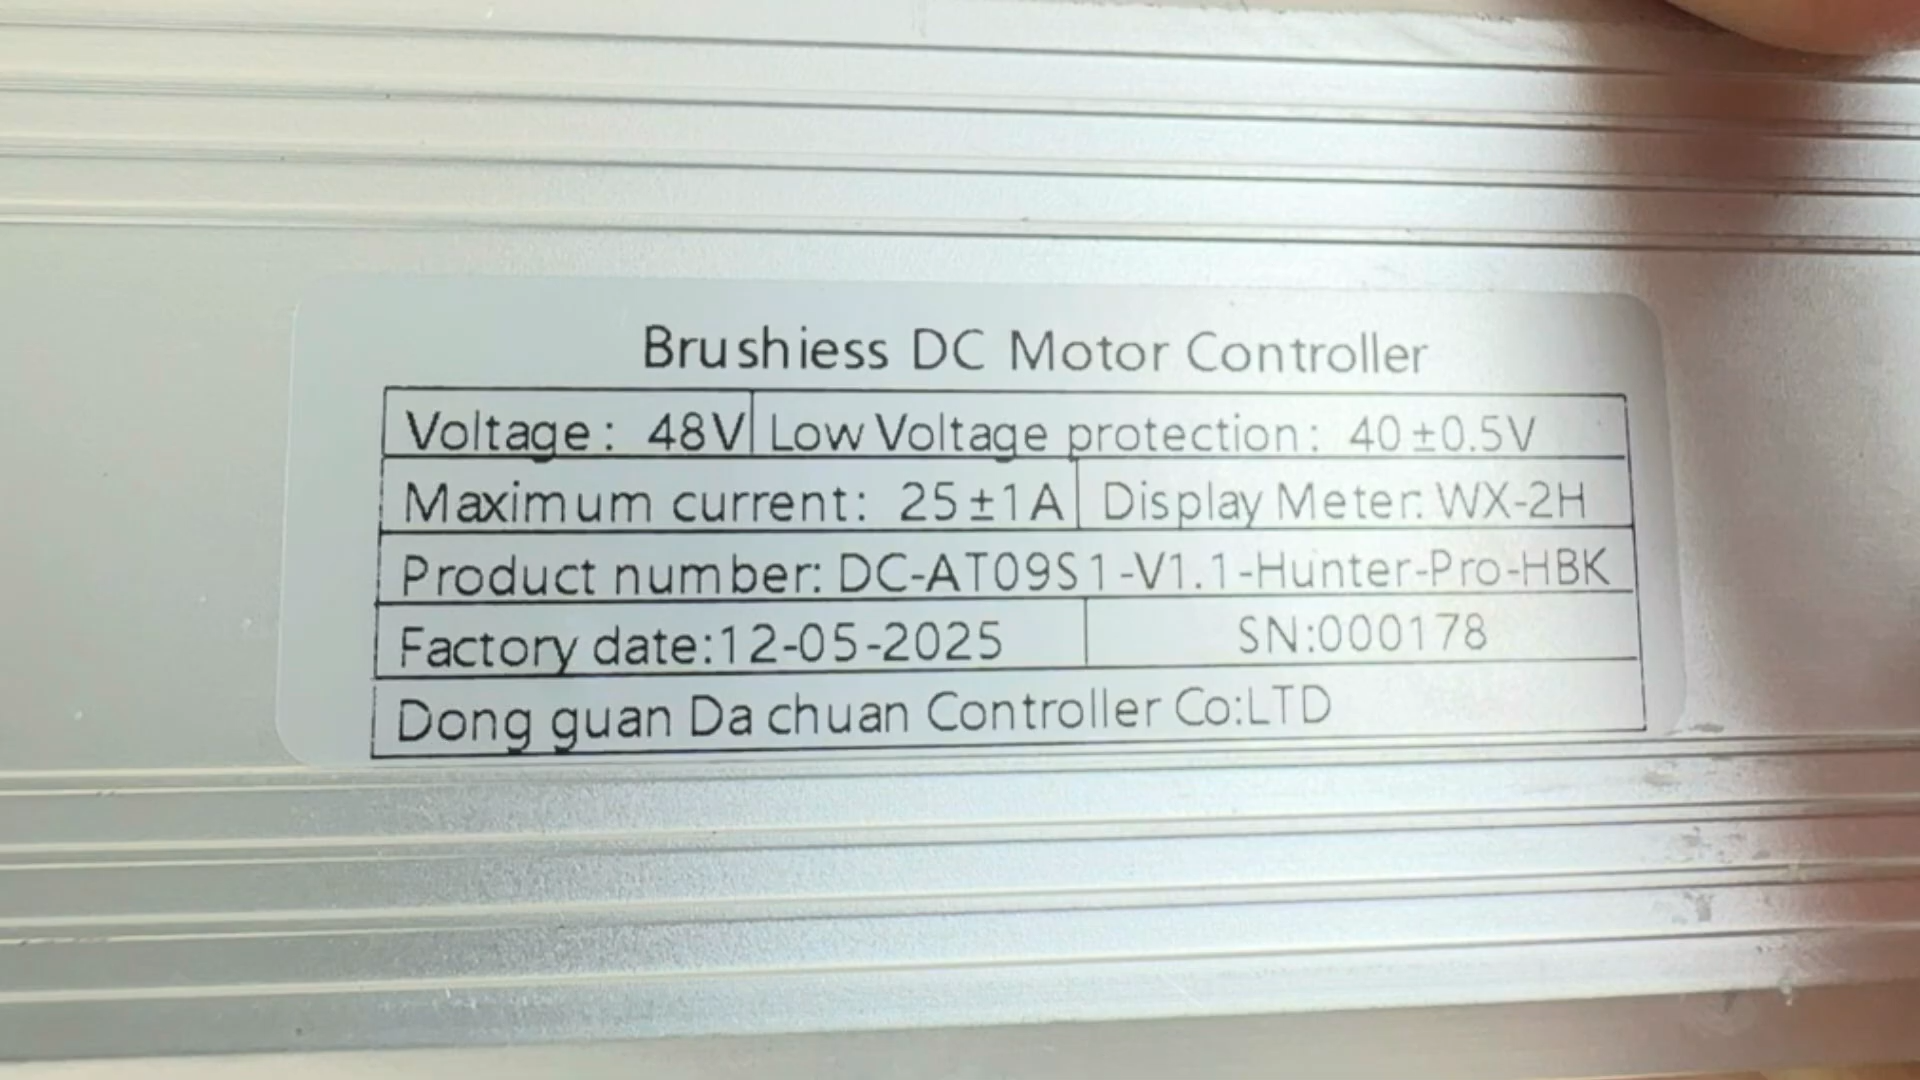 Brushiess DC Motor Controller
Voltage: 48V Low Voltage protection: 40±0.5V
Maximum current: 25±1A Display Meter: WX-2H
Product number: DC-AT09S1-V1.1-Hunter-Pro-HBK
Factory date:12-05-2025 SN:000178
Dong guan Da chuan Controller Co:LTD